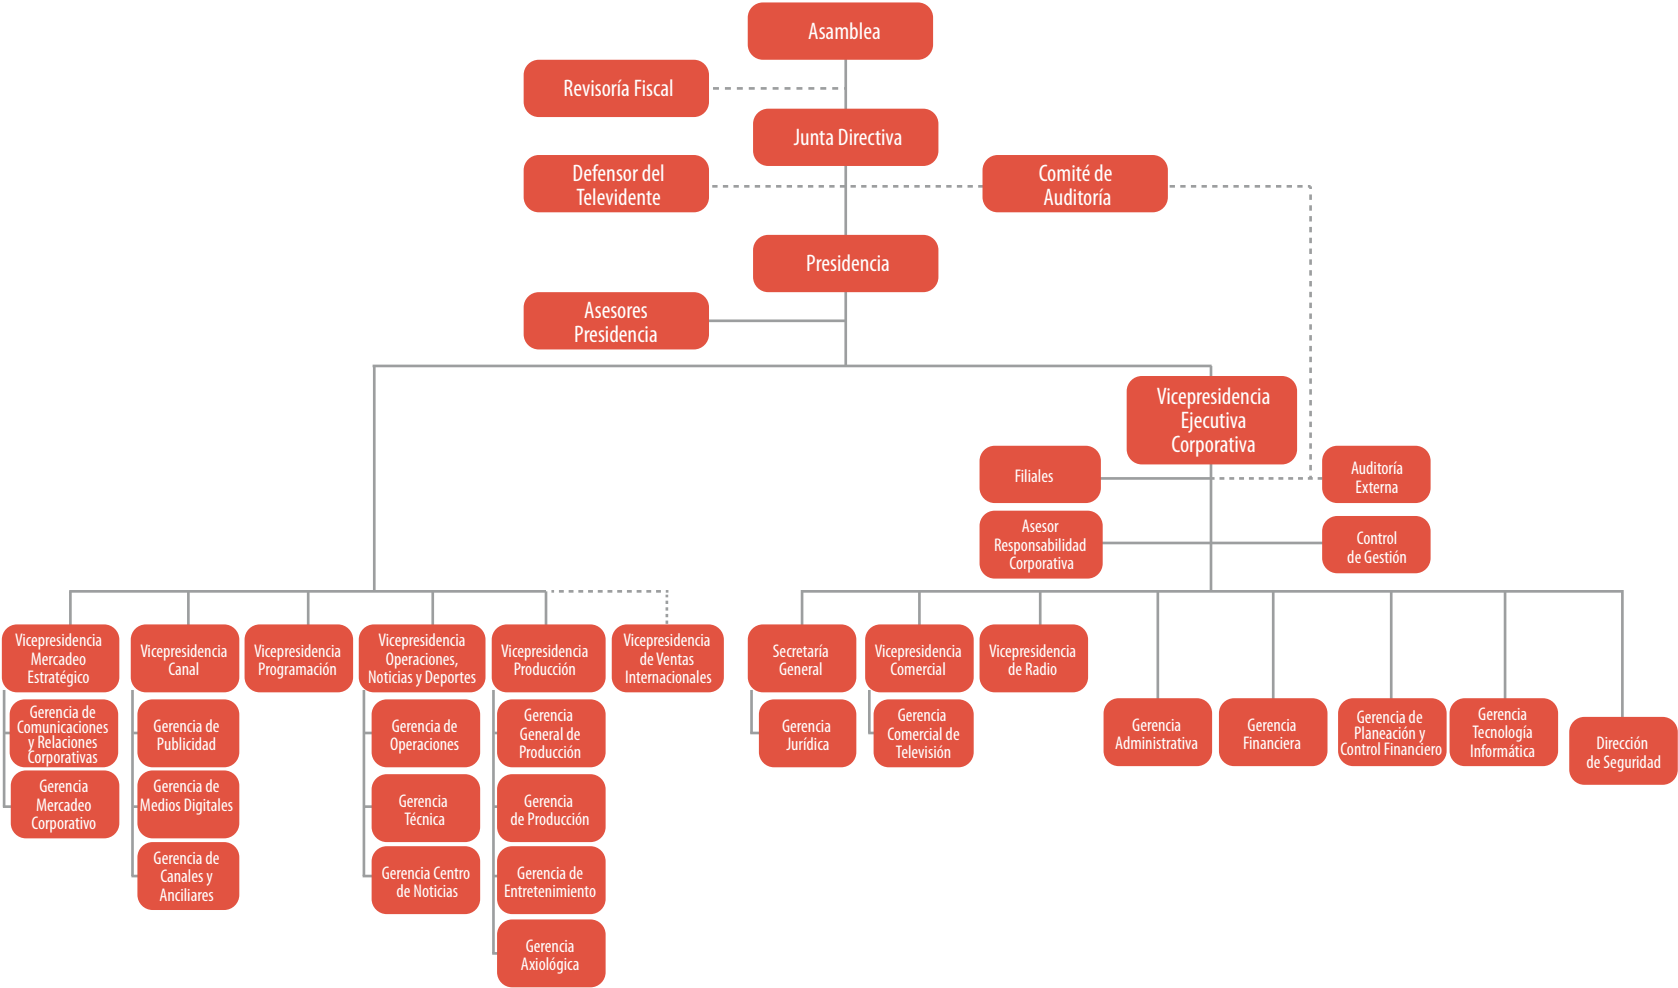 Asamblea
Revisoría Fiscal
Junta Directiva
Defensor del
Televidente
Comité de
Auditoría
Presidencia
Asesores
Presidencia
Vicepresidencia
Ejecutiva
Corporativa
Filiales
Auditoría
Externa
Asesor
Responsabilidad
Corporativa
Control
de Gestión
Vicepresidencia
Mercadeo
Estratégico
Vicepresidencia
Canal
Vicepresidencia
Programación
Vicepresidencia
Operaciones,
Noticias y Deportes
Vicepresidencia
Producción
Vicepresidencia
de Ventas
Internacionales
Secretaría
General
Vicepresidencia
Comercial
Vicepresidencia
de Radio
Gerencia de
Comunicaciones
y Relaciones
Corporativas
Gerencia
Mercadeo
Corporativo
Gerencia de
Publicidad
Gerencia de
Medios Digitales
Gerencia de
Canales y
Anciliares
Gerencia de
Operaciones
Gerencia
Técnica
Gerencia Centro
de Noticias
Gerencia
General de
Producción
Gerencia
de Producción
Gerencia de
Entretenimiento
Gerencia
Axiológica
Gerencia
Jurídica
Gerencia
Comercial de
Televisión
Gerencia
Administrativa
Gerencia
Financiera
Gerencia de
Planeación y
Control Financiero
Gerencia
Tecnología
Informática
Dirección
de Seguridad